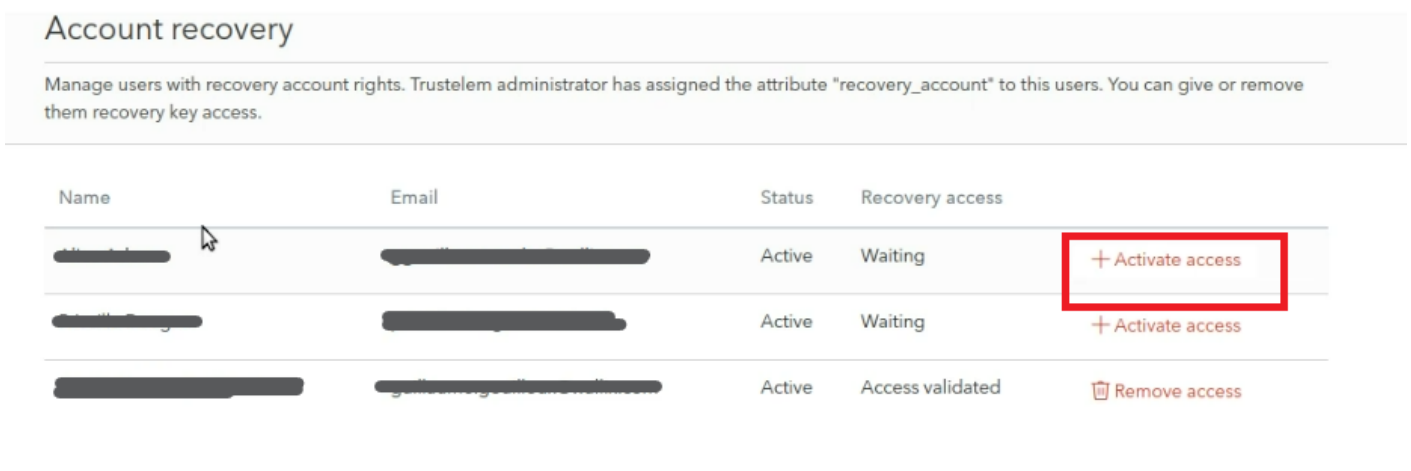 Account recovery
Manage users with recovery account rights. Trustelem administrator has assigned the attribute "recovery_account" to this users. You can give or remove
them recovery key access.
Name Email Status Recovery access
Active Waiting + Activate access
Active Waiting + Activate access
Active Access validated Remove access